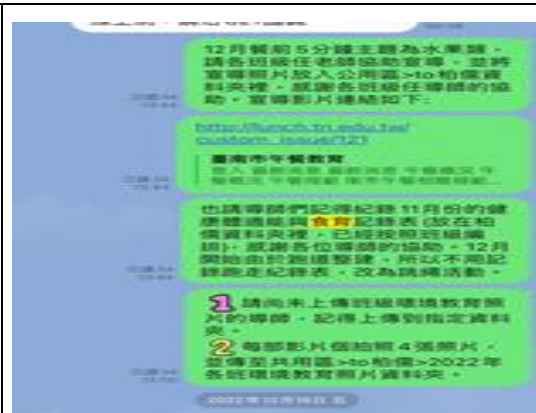 12月餐前5分鐘主題為水果類，
請各班級任老師協助宣導，並將
宣導照片放入公用區>to柏儒資
料夾裡，感謝各班級任導師的協
助。宣導影片連結如下:
http://lunch.tn.edu.tw/
custom_issue/121
臺南市午餐教育
也請導師們記得紀錄11月份的健
康體適能與食育紀錄表(放在柏
儒資料夾裡，已經按照班級編
班)，感謝各位導師的協助。12月
開始由於跑道整建，所以不用記
錄跑走紀錄表，改為跳繩活動。
1 請尚未上傳班級環境教育照
片的導師，記得上傳到指定資料
夾。
2 每部影片個拍照4張照片，
並傳至共用區>to柏儒>2022年
各班環境教育照片資料夾。